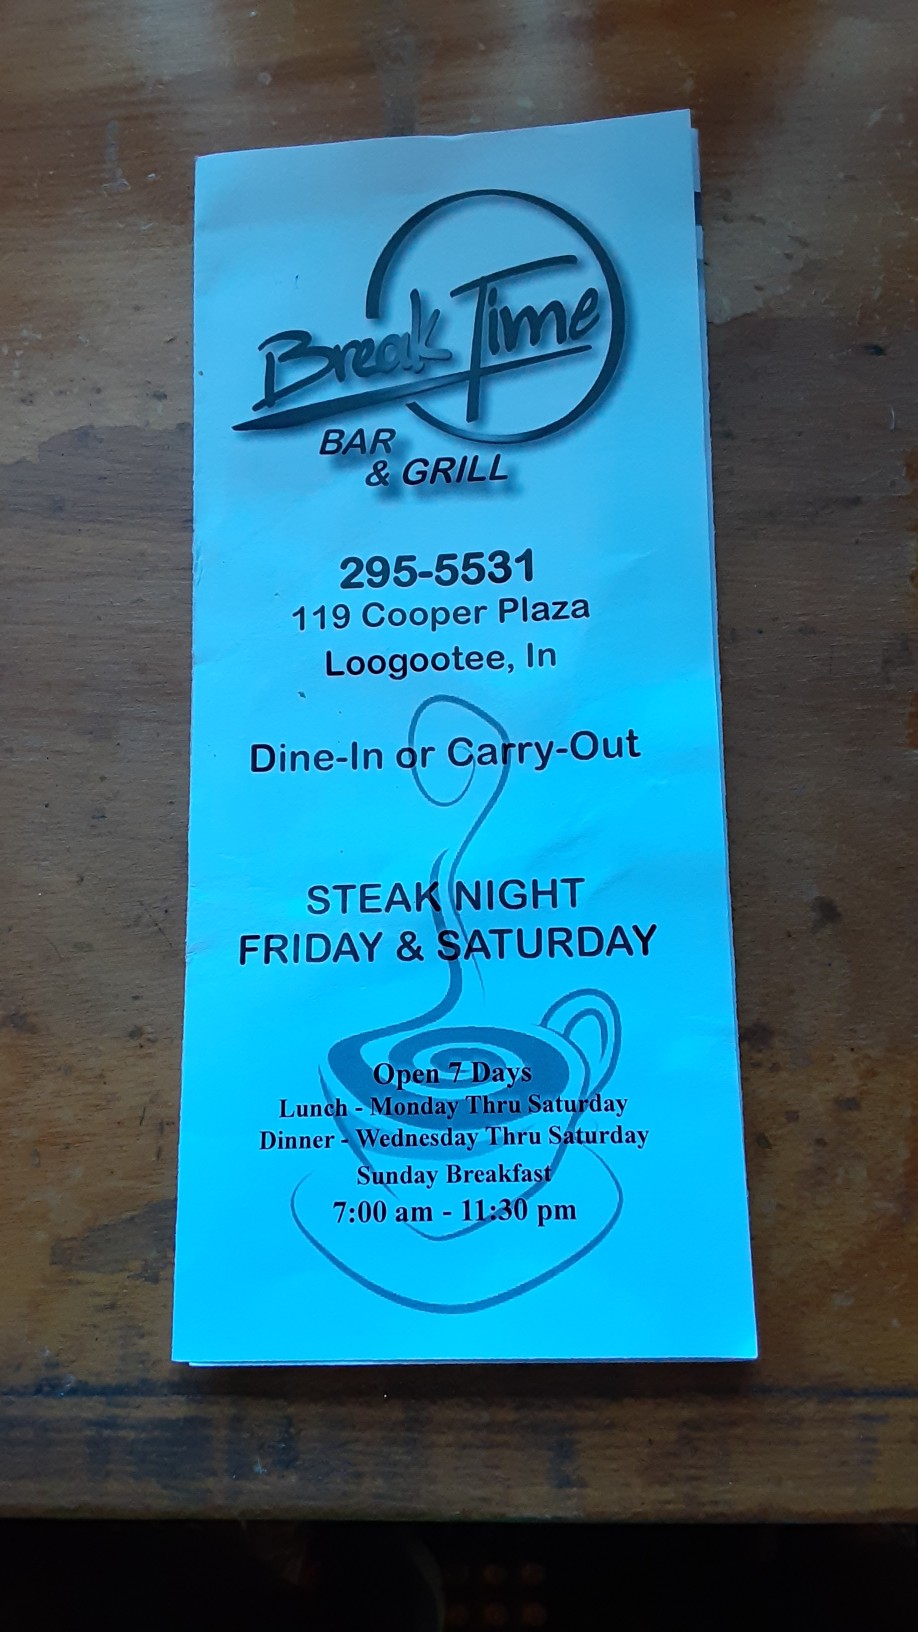 Break Time
BAR
& GRILL
295-5531
119 Cooper Plaza
Loogootee, In
Dine-In or Carry-Out
STEAK NIGHT
FRIDAY & SATURDAY
Open 7 Days
Lunch - Monday Thru Saturday
Dinner - Wednesday Thru Saturday
Sunday Breakfast
7:00 am - 11:30 pm